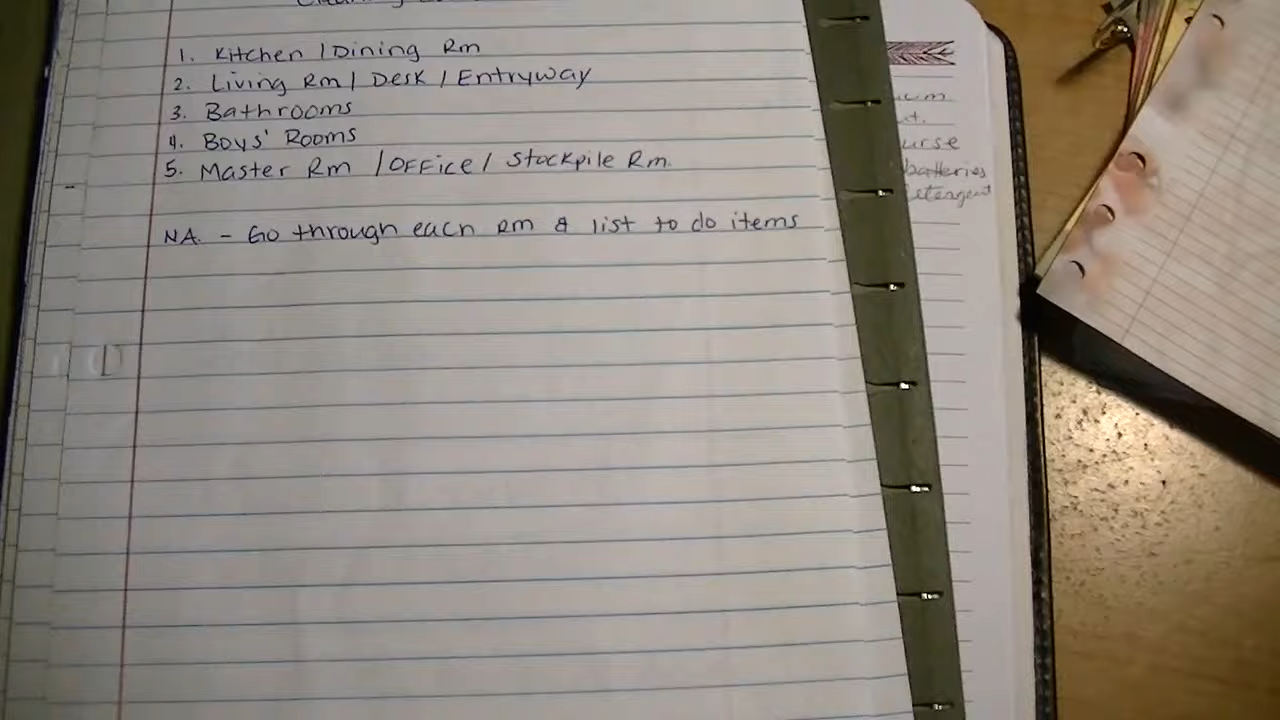 Cleaning
1. Kitchen / Dining Rm
2. Living Rm / Desk / Entryway
3. Bathrooms
4. Boys' Rooms
5. Master Rm / Office / Stockpile Rm.
NA. - Go through each Rm & list to do items
batteries